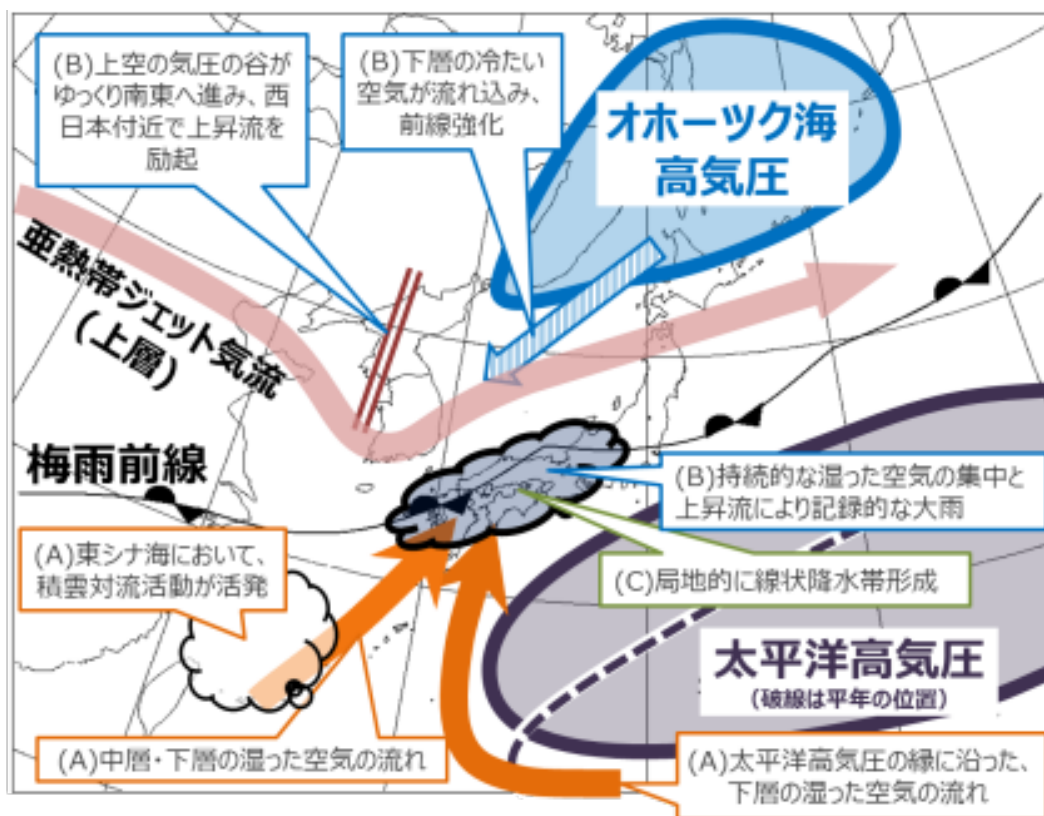 (B)上空の気圧の谷が
ゆっくり南東へ進み、西
日本付近で上昇流を
励起
(B)下層の冷たい
空気が流れ込み、
前線強化
オホーツク海
高気圧
亜熱帯ジェット気流
(上層)
梅雨前線
(B)持続的な湿った空気の集中と
上昇流により記録的な大雨
(A)東シナ海において、
積雲対流活動が活発
(C)局地的に線状降水帯形成
太平洋高気圧
(破線は平年の位置)
(A)中層・下層の湿った空気の流れ
(A)太平洋高気圧の縁に沿った、
下層の湿った空気の流れ